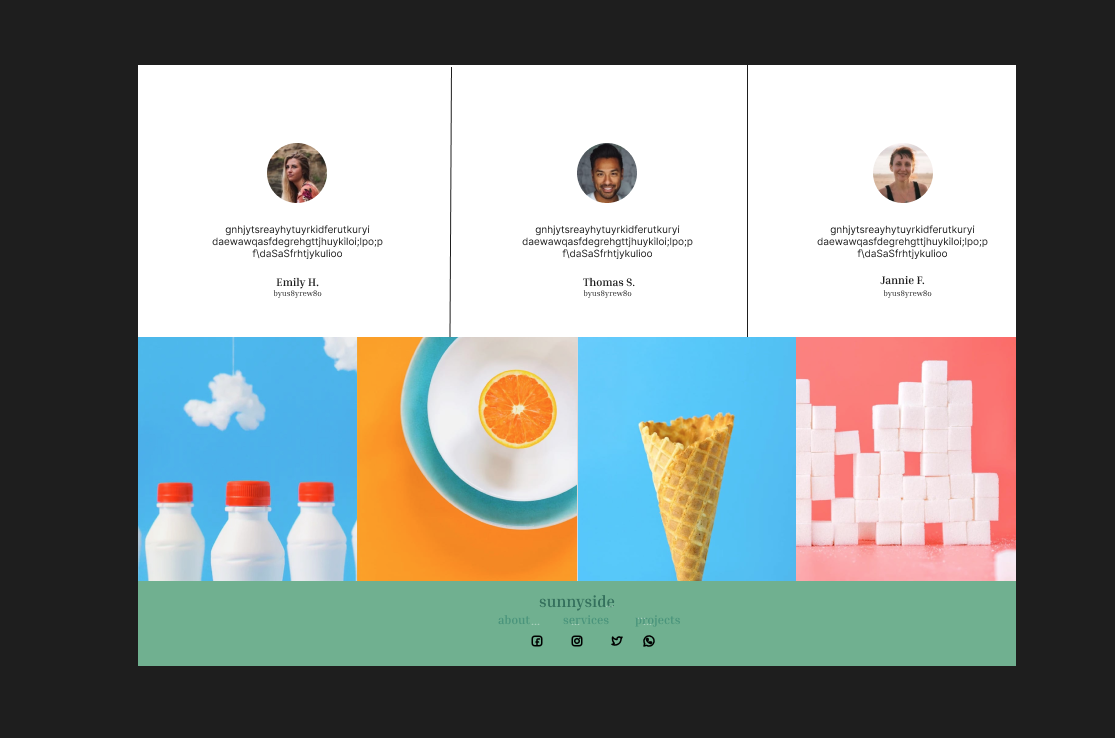 gnhjytsreayhytuyrkidferutkuryi
daewawqasfdegrehgttjhuykiloi;lpo;p
f\daSaSfrhtjykulioo
Emily H.
byus8yrew8o
gnhjytsreayhytuyrkidferutkuryi
daewawqasfdegrehgttjhuykiloi;lpo;p
f\daSaSfrhtjykulioo
Thomas S.
byus8yrew8o
gnhjytsreayhytuyrkidferutkuryi
daewawqasfdegrehgttjhuykiloi;lpo;p
f\daSaSfrhtjykulioo
Jannie F.
byus8yrew8o
sunnyside
about services projects